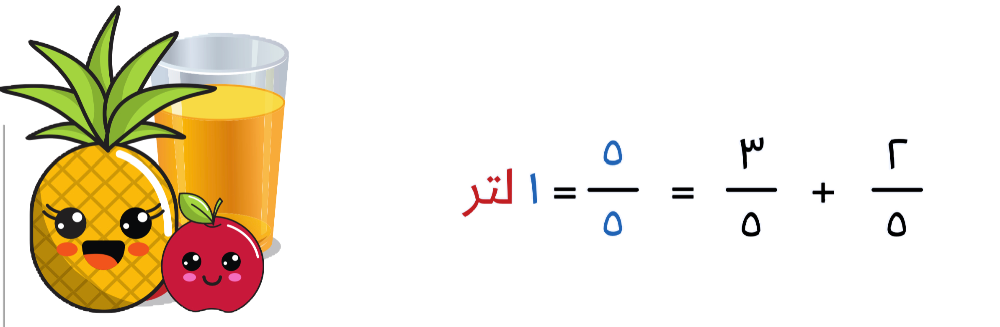 ٢/٥ + ٣/٥ = ٥/٥ = ١ لتر